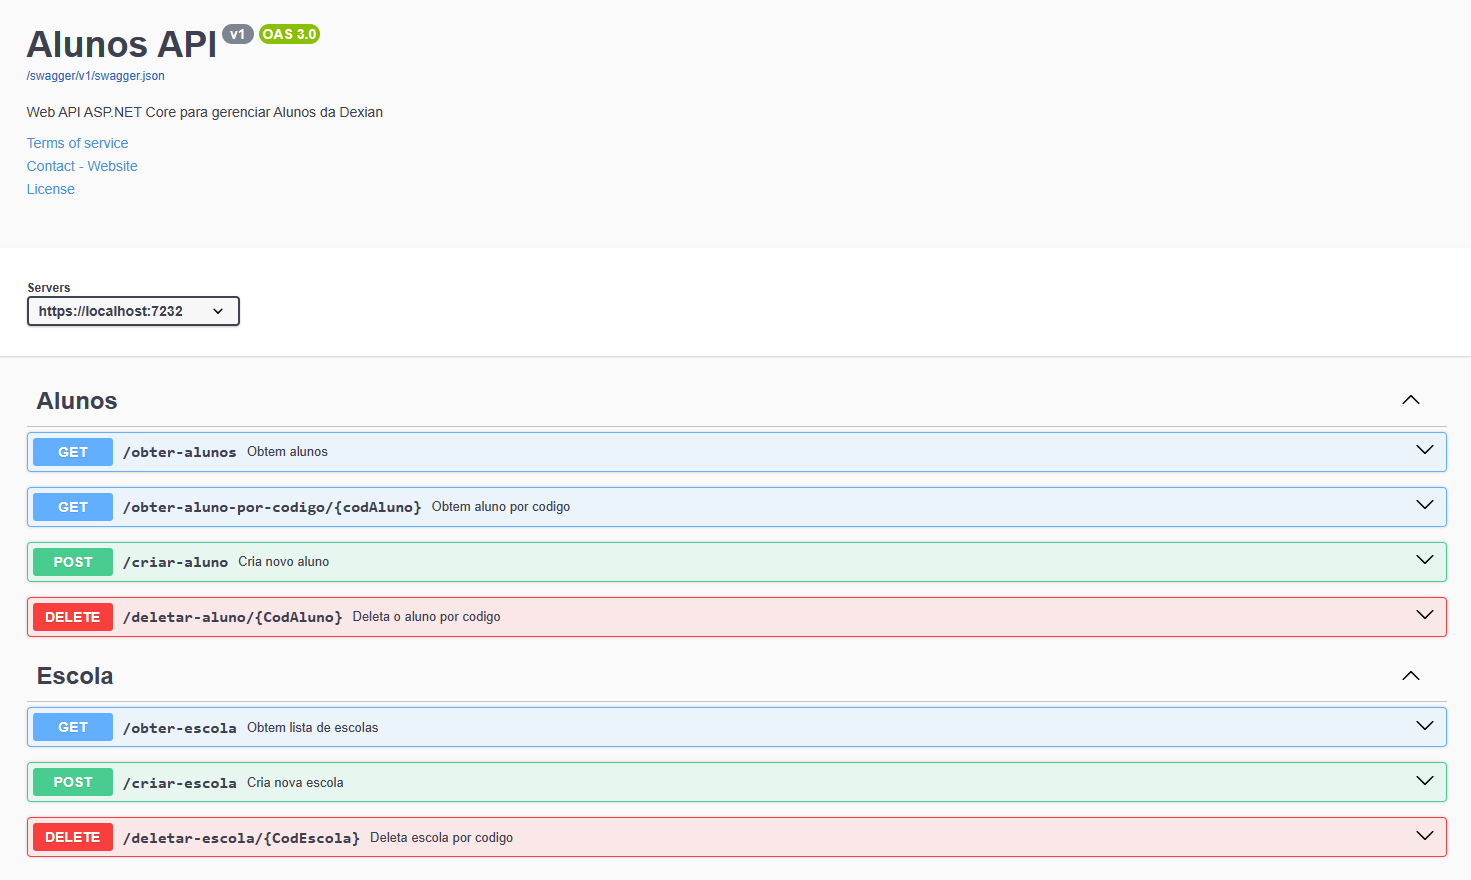 Alunos API v1 OAS 3.0
/swagger/v1/swagger.json
Web API ASP.NET Core para gerenciar Alunos da Dexian
Terms of service
Contact - Website
License
Servers
https://localhost:7232
Alunos
GET /obter-alunos Obtem alunos
GET /obter-aluno-por-codigo/{codAluno} Obtem aluno por codigo
POST /criar-aluno Cria novo aluno
DELETE /deletar-aluno/{CodAluno} Deleta o aluno por codigo
Escola
GET /obter-escola Obtem lista de escolas
POST /criar-escola Cria nova escola
DELETE /deletar-escola/{CodEscola} Deleta escola por codigo